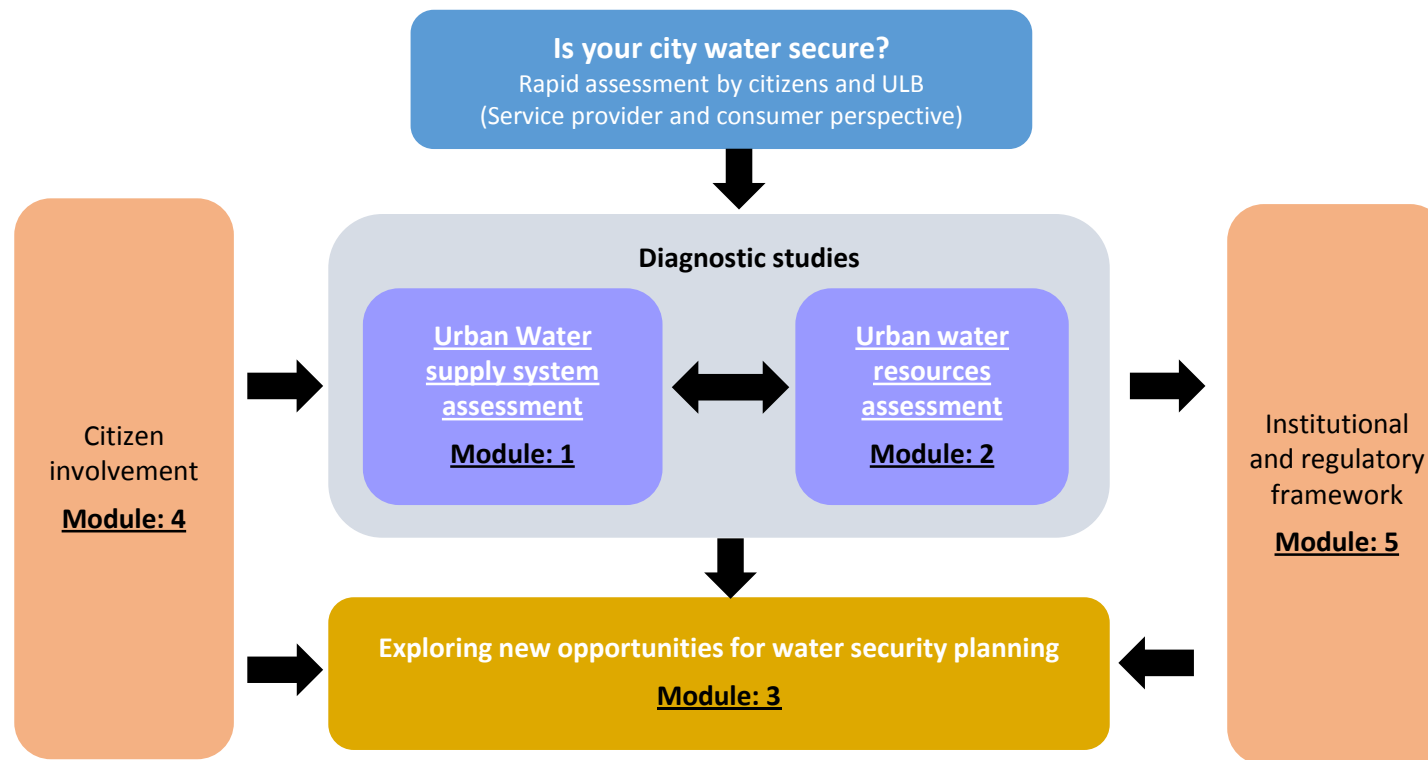 Is your city water secure?
Rapid assessment by citizens and ULB
(Service provider and consumer perspective)
Diagnostic studies
Urban Water
supply system
assessment
Module: 1
Urban water
resources
assessment
Module: 2
Citizen
involvement
Module: 4
Institutional
and regulatory
framework
Module: 5
Exploring new opportunities for water security planning
Module: 3